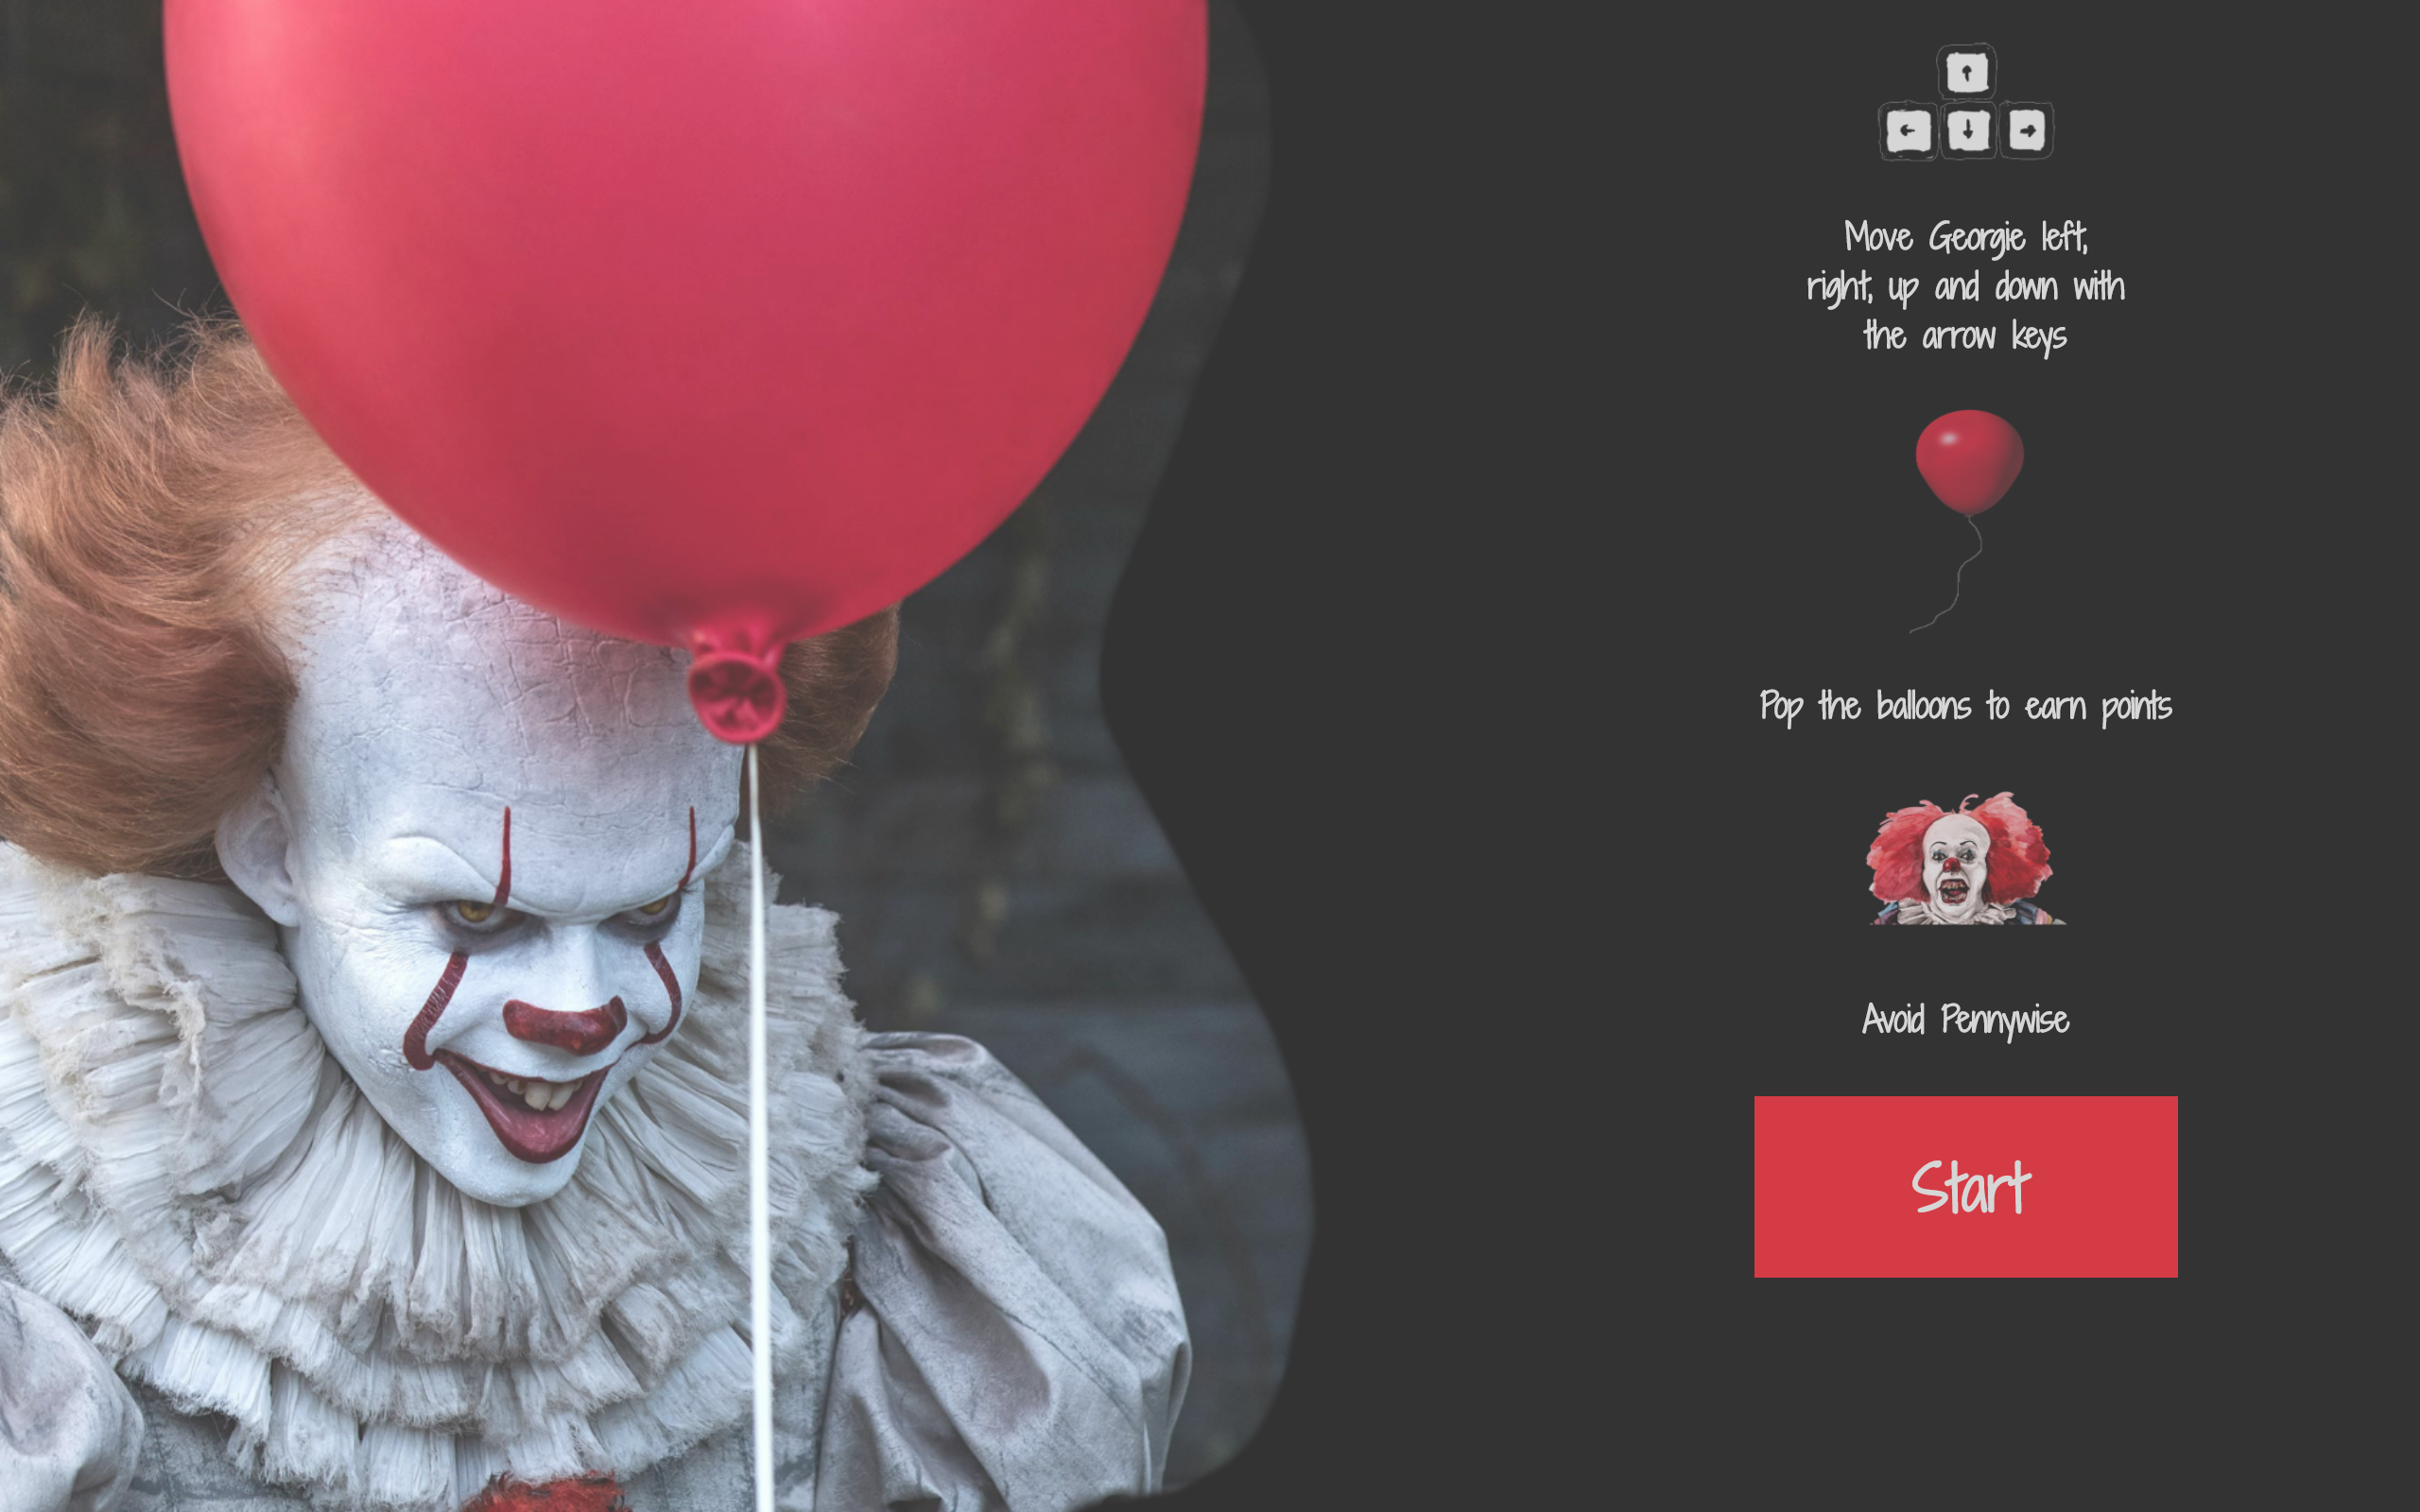 Move Georgie left,
right, up and down with
the arrow keys
Pop the balloons to earn points
Avoid Pennywise
Start